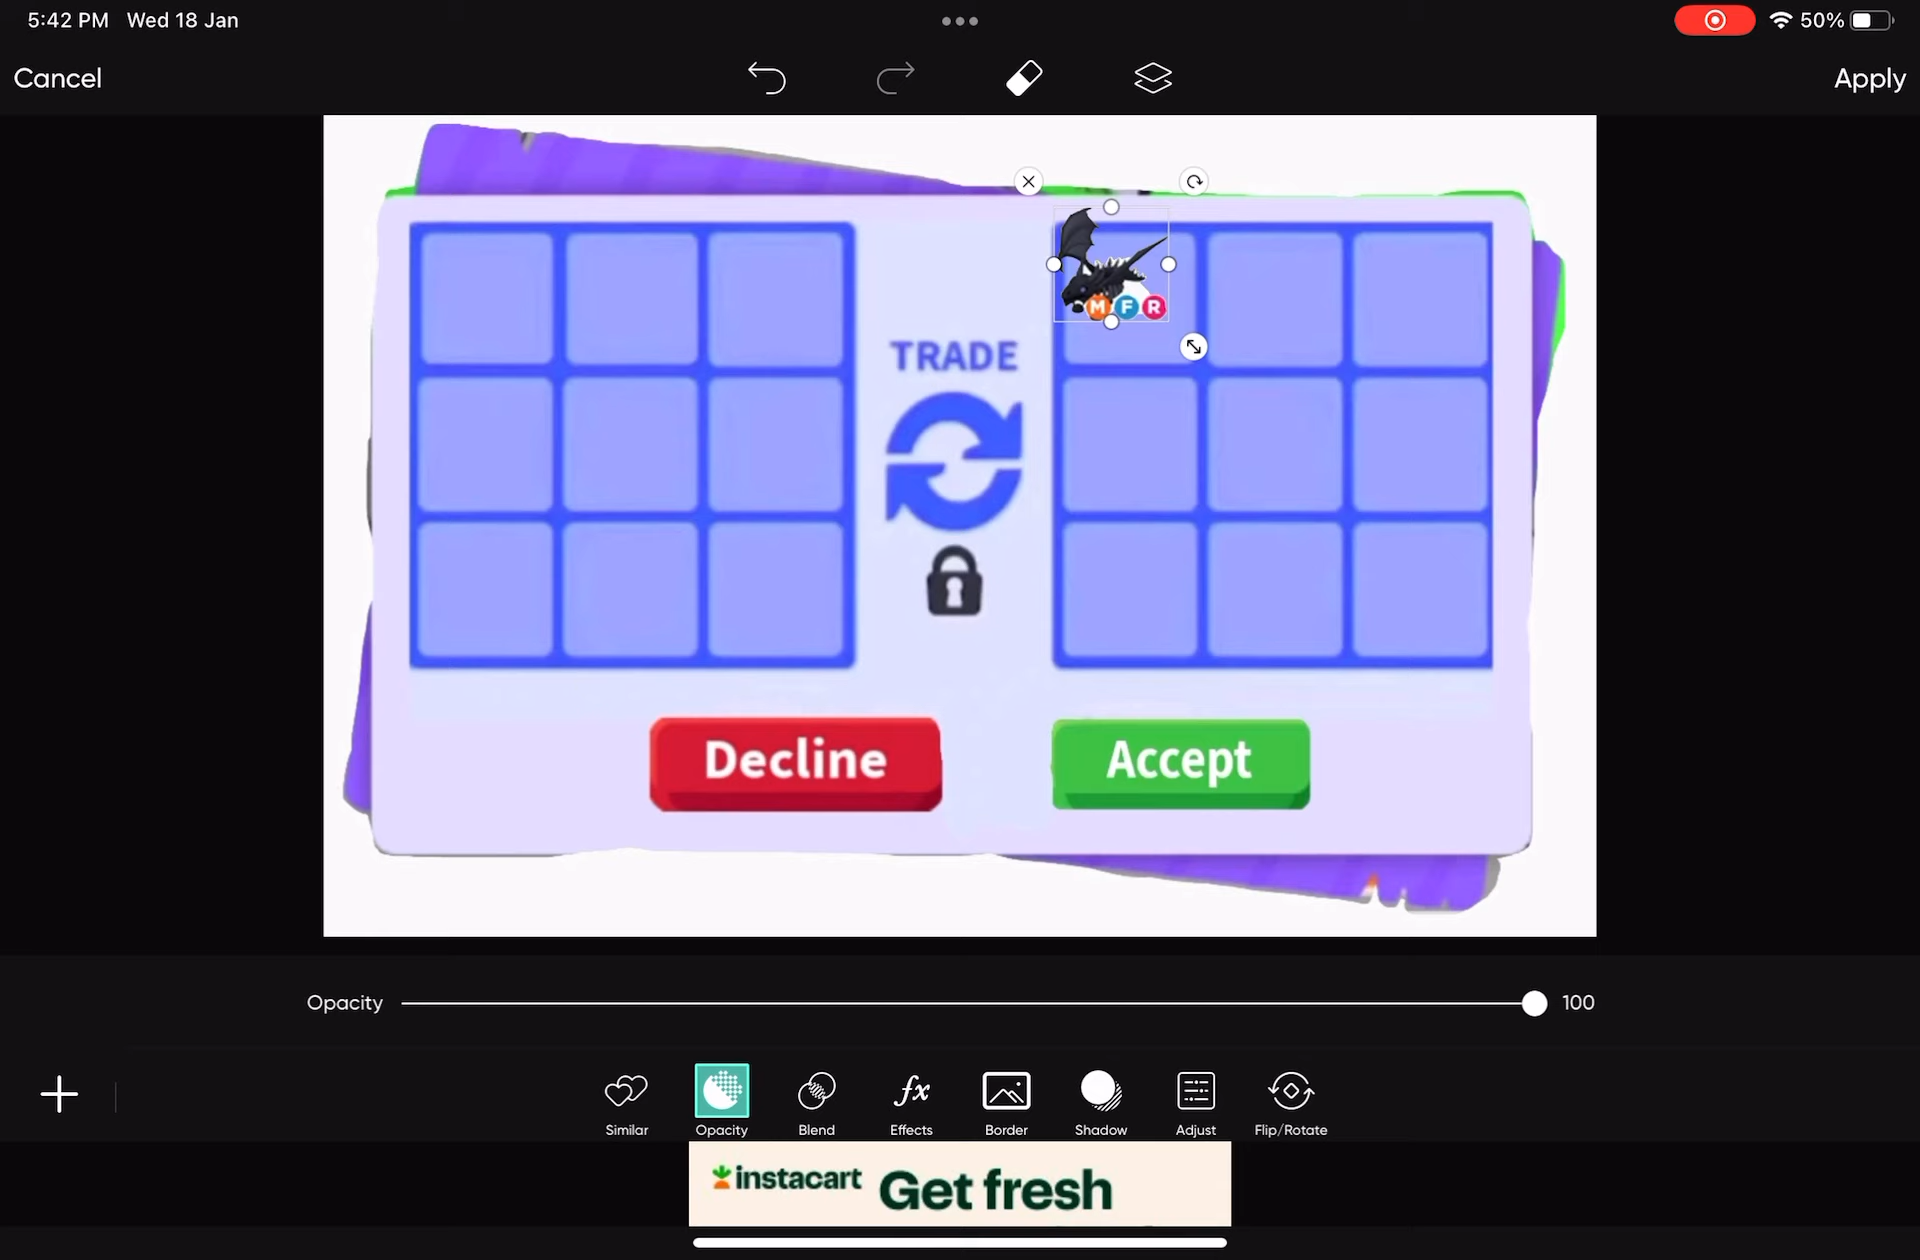 5:42 PM Wed 18 Jan
50%
Cancel
Apply
M F R
TRADE
Decline
Accept
Opacity
100
Similar
Opacity
Blend
Effects
Border
Shadow
Adjust
Flip/Rotate
instacart Get fresh